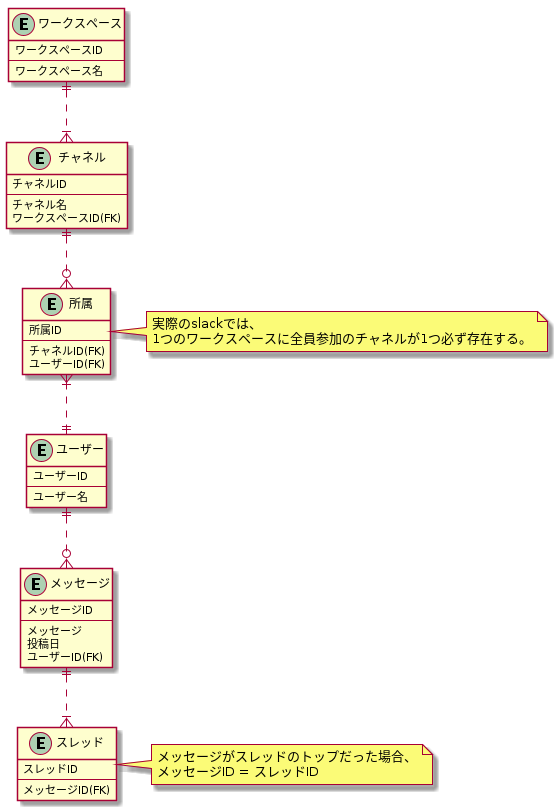 E ワークスペース
ワークスペースID
ワークスペース名
E チャネル
チャネルID
チャネル名
ワークスペースID(FK)
E 所属
所属ID
チャネルID(FK)
ユーザーID(FK)
実際のslackでは、
1つのワークスペースに全員参加のチャネルが1つ必ず存在する。
E ユーザー
ユーザーID
ユーザー名
E メッセージ
メッセージID
メッセージ
投稿日
ユーザーID(FK)
E スレッド
スレッドID
メッセージID(FK)
メッセージがスレッドのトップだった場合、
メッセージID = スレッドID